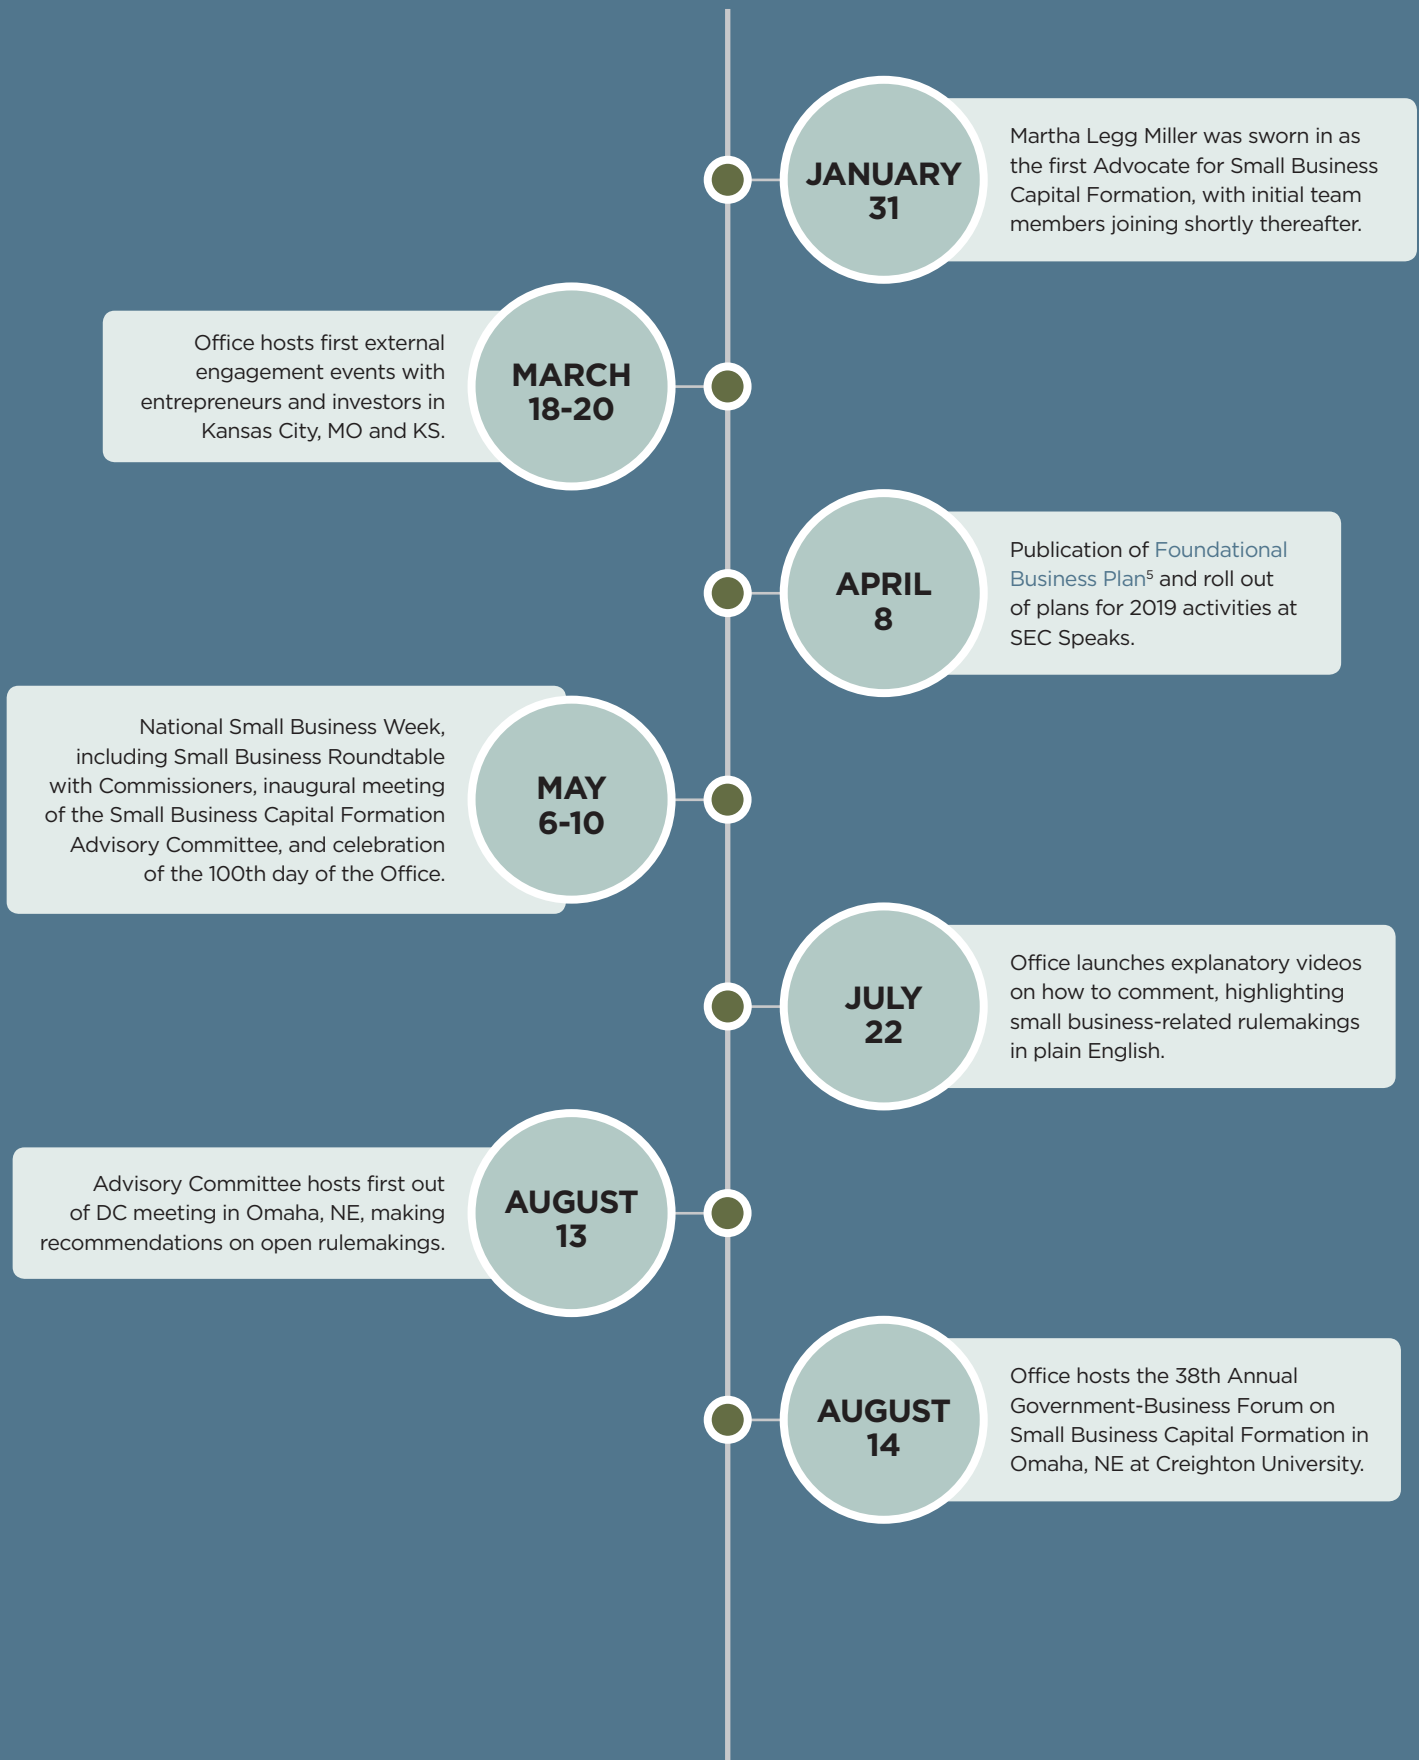 JANUARY
31
Martha Legg Miller was sworn in as
the first Advocate for Small Business
Capital Formation, with initial team
members joining shortly thereafter.
Office hosts first external
engagement events with
entrepreneurs and investors in
Kansas City, MO and KS.
MARCH
18-20
APRIL
8
Publication of Foundational
Business Plan⁵ and roll out
of plans for 2019 activities at
SEC Speaks.
National Small Business Week,
including Small Business Roundtable
with Commissioners, inaugural meeting
of the Small Business Capital Formation
Advisory Committee, and celebration
of the 100th day of the Office.
MAY
6-10
JULY
22
Office launches explanatory videos
on how to comment, highlighting
small business-related rulemakings
in plain English.
Advisory Committee hosts first out
of DC meeting in Omaha, NE, making
recommendations on open rulemakings.
AUGUST
13
AUGUST
14
Office hosts the 38th Annual
Government-Business Forum on
Small Business Capital Formation in
Omaha, NE at Creighton University.